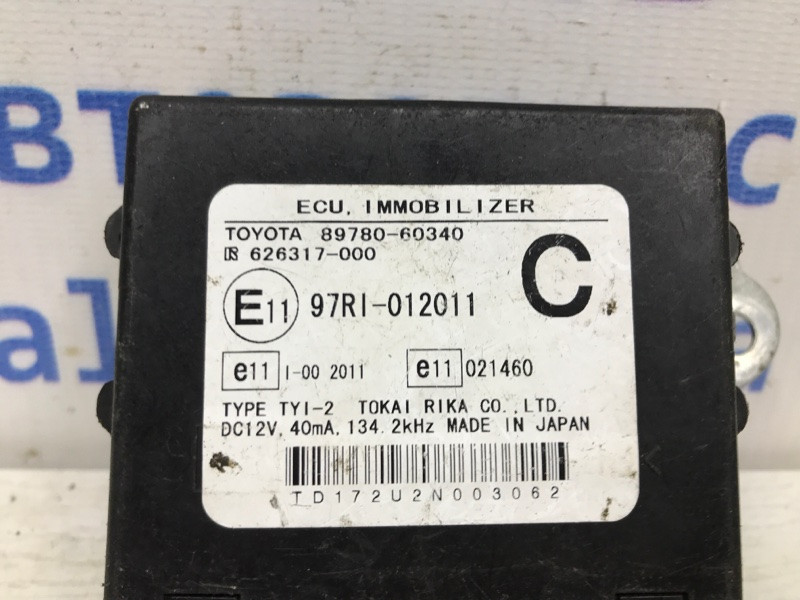 ECU, IMMOBILIZER
TOYOTA 89780-60340
626317-000
C
E11 97RI-012011
e11 I-00 2011 e11 021460
TYPE TYI-2 TOKAI RIKA CO.,LTD.
DC12V, 40mA, 134.2kHz MADE IN JAPAN
TD172U2N003062